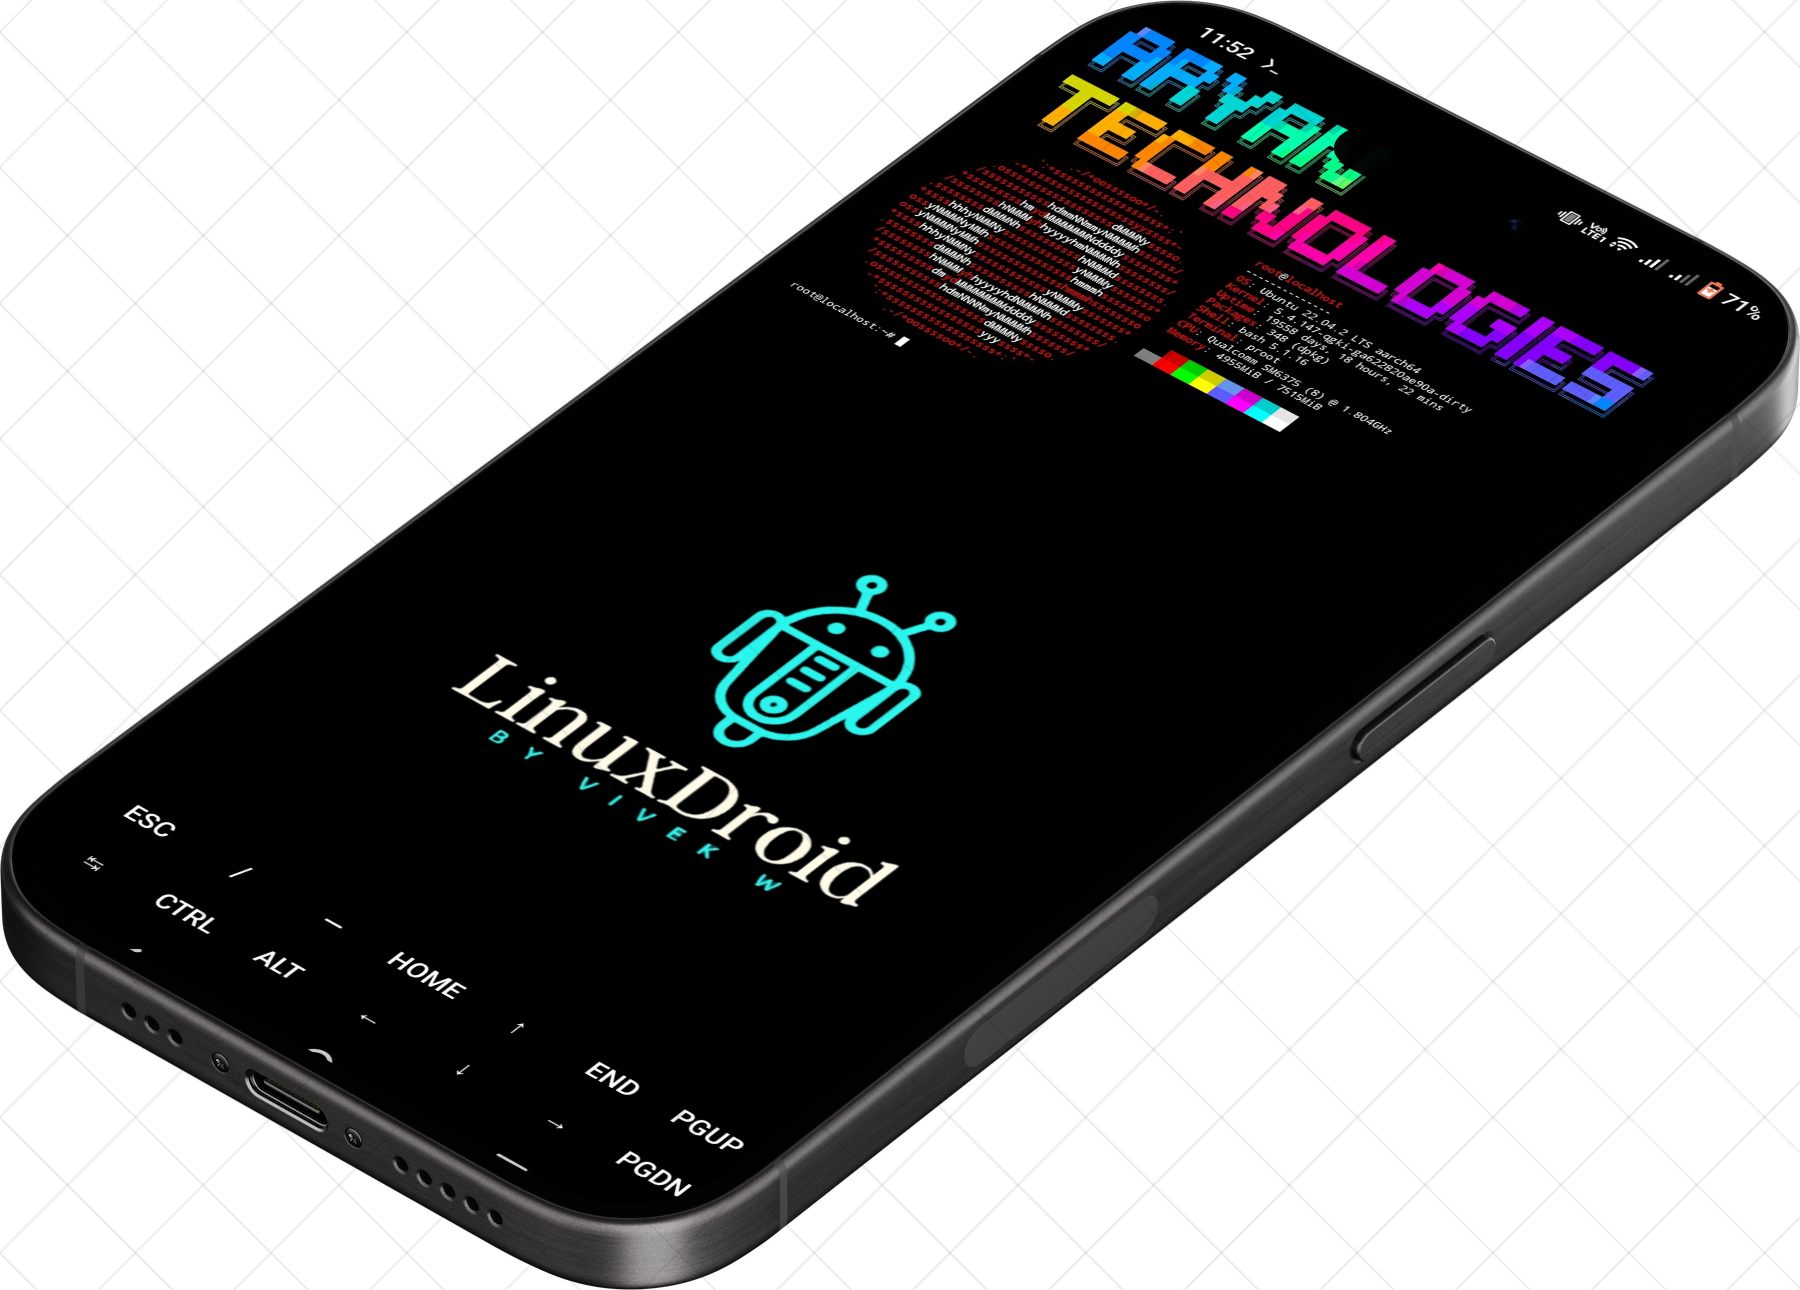 11:52
Vo))
LTE1
71%
ARYAN
TECHNOLOGIES
root@localhost
--------------
OS: Ubuntu 22.04.2 LTS aarch64
Kernel: 5.4.147-qgki-ga622820ae90a-dirty
Uptime: 19558 days, 18 hours, 22 mins
Packages: 348 (dpkg)
Shell: bash 5.1.16
Terminal: proot
CPU: Qualcomm SM6375 (8) @ 1.804GHz
Memory: 4955MiB / 7515MiB
root@localhost:~#
LinuxDroid
BY VIVEK W
ESC / — HOME ↑ END PGUP
↹ CTRL ALT ← ↓ → PGDN